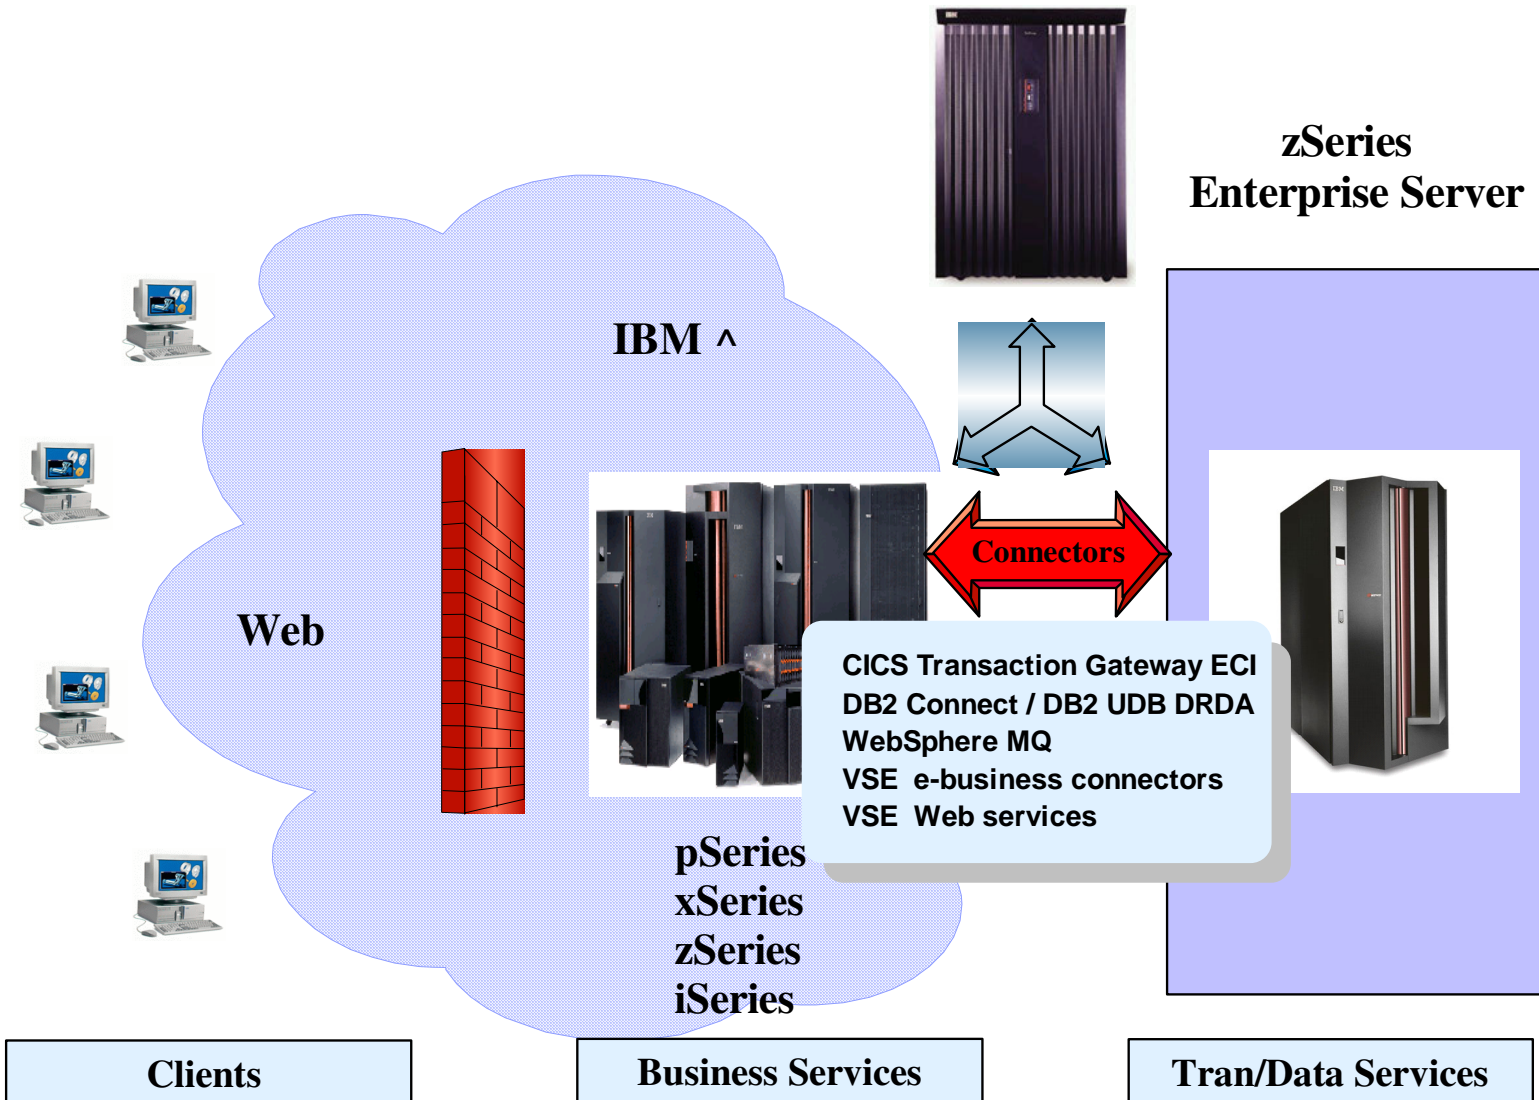 zSeries
Enterprise Server
IBM ^
Web
Connectors
CICS Transaction Gateway ECI
DB2 Connect / DB2 UDB DRDA
WebSphere MQ
VSE e-business connectors
VSE Web services
pSeries
xSeries
zSeries
iSeries
Clients
Business Services
Tran/Data Services